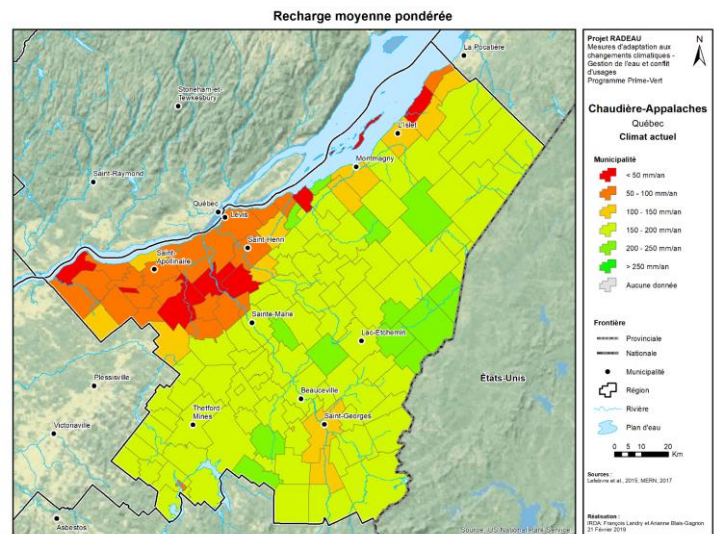 Recharge moyenne pondérée
La Pocatière
Stoneham-et-
Tewkesbury
L'Islet
Montmagny
Saint-Raymond
Québec
Lévis
Saint-Henri
Saint-
Apollinaire
Sainte-Marie
Lac-Etchemin
États-Unis
Plessisville
Beauceville
Thetford
Mines
Saint-Georges
Victoriaville
Asbestos
Source: US National Park Service
Projet RADEAU
Mesures d'adaptation aux
changements climatiques -
Gestion de l'eau et conflit
d'usages
Programme Prime-Vert
N
Chaudière-Appalaches
Québec
Climat actuel
Municipalité
< 50 mm/an
50 - 100 mm/an
100 - 150 mm/an
150 - 200 mm/an
200 - 250 mm/an
> 250 mm/an
Aucune donnée
Frontière
Provinciale
Nationale
Municipalité
Région
Rivière
Plan d'eau
0 5 10 20
Km
Sources :
Lefebvre et al., 2015, MERN, 2017
Réalisation :
IRDA: François Landry et Arianne Blais-Gagnon
21 Février 2019